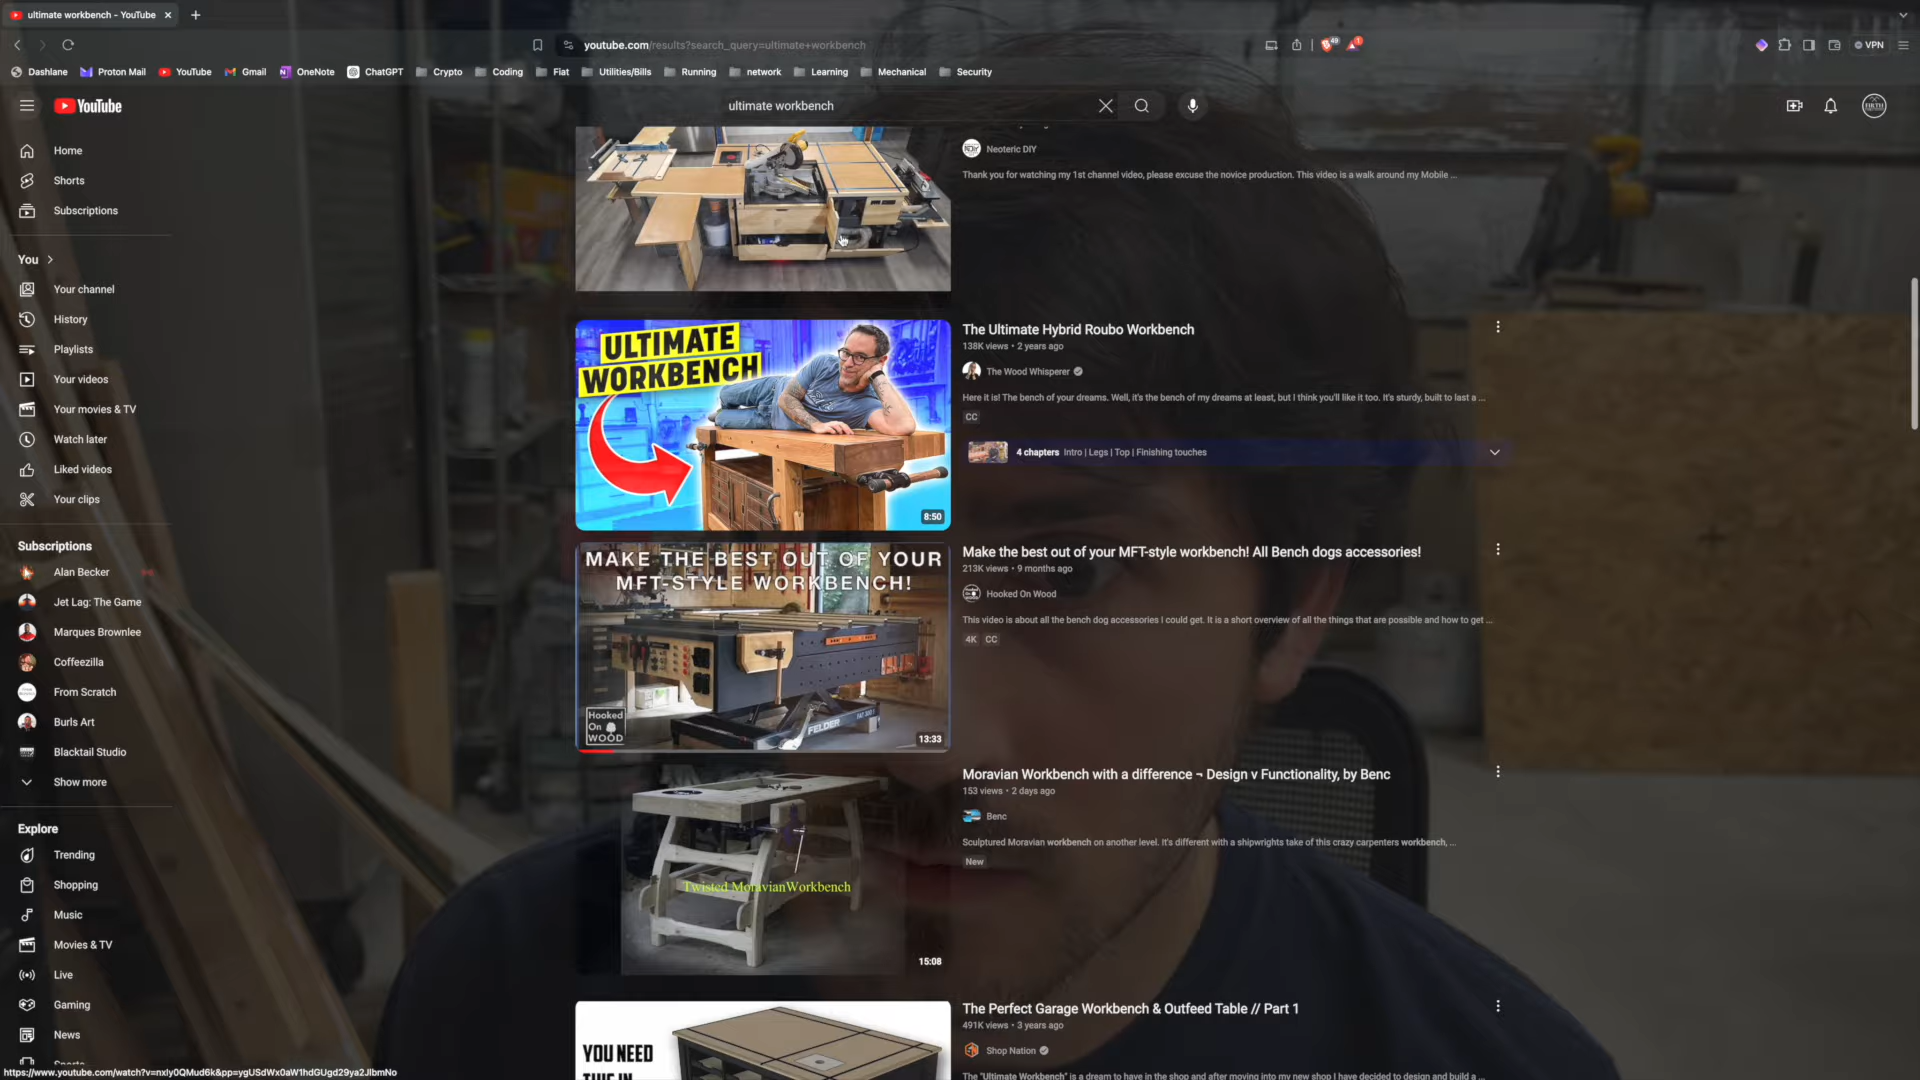 ultimate workbench - YouTube
youtube.com/results?search_query=ultimate+workbench
49
1
VPN
Dashlane
Proton Mail
YouTube
Gmail
OneNote
ChatGPT
Crypto
Coding
Fiat
Utilities/Bills
Running
network
Learning
Mechanical
Security
YouTube
ultimate workbench
Home
Shorts
Subscriptions
You
Your channel
History
Playlists
Your videos
Your movies & TV
Watch later
Liked videos
Your clips
Subscriptions
Alan Becker
Jet Lag: The Game
Marques Brownlee
Coffeezilla
From Scratch
Burls Art
Blacktail Studio
Show more
Explore
Trending
Shopping
Music
Movies & TV
Live
Gaming
News
Neoteric DIY
Thank you for watching my 1st channel video, please excuse the novice production. This video is a walk around my Mobile ...
ULTIMATE
WORKBENCH
8:50
The Ultimate Hybrid Roubo Workbench
138K views • 2 years ago
The Wood Whisperer
Here it is! The bench of your dreams. Well, it's the bench of my dreams at least, but I think you'll like it too. It's sturdy, built to last a ...
CC
4 chapters Intro | Legs | Top | Finishing touches
MAKE THE BEST OUT OF YOUR
MFT-STYLE WORKBENCH!
Hooked
On
WOOD
FELDER
13:33
Make the best out of your MFT-style workbench! All Bench dogs accessories!
213K views • 9 months ago
Hooked On Wood
This video is about all the bench dog accessories I could get. It is a short overview of all the things that are possible and how to get ...
4K CC
Twisted MoravianWorkbench
15:08
Moravian Workbench with a difference ¬ Design v Functionality, by Benc
153 views • 2 days ago
Benc
Sculptured Moravian workbench on another level. It's different with a shipwrights take of this crazy carpenters workbench, ...
New
YOU NEED
THIS IN
The Perfect Garage Workbench & Outfeed Table // Part 1
491K views • 3 years ago
Shop Nation
The "Ultimate Workbench" is a dream to have in the shop and after moving into my new shop I have decided to design and build a ...